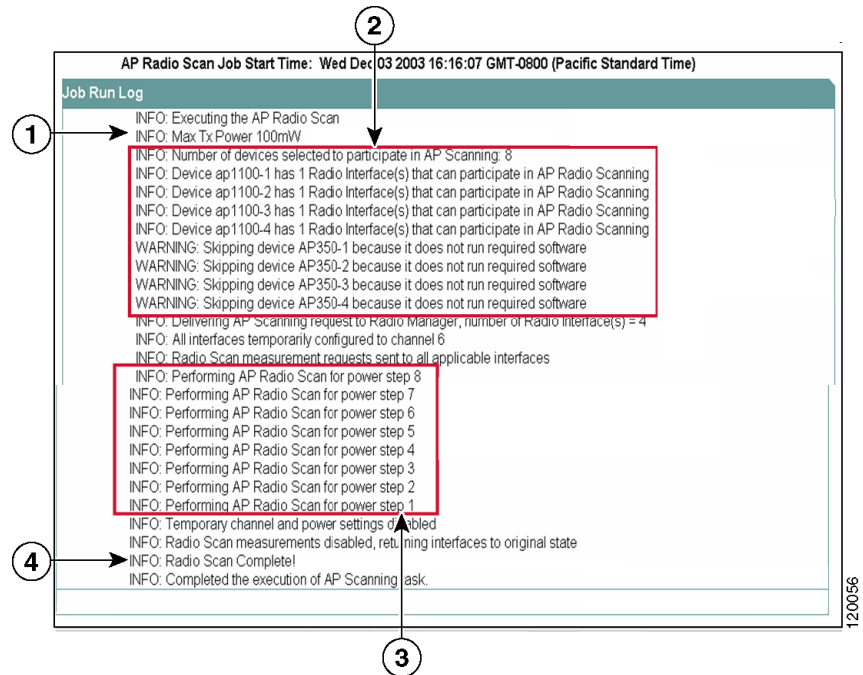 2
AP Radio Scan Job Start Time: Wed Dec 03 2003 16:16:07 GMT-0800 (Pacific Standard Time)
Job Run Log
INFO: Executing the AP Radio Scan
1
INFO: Max Tx Power 100mW
INFO: Number of devices selected to participate in AP Scanning: 8
INFO: Device ap1100-1 has 1 Radio Interface(s) that can participate in AP Radio Scanning
INFO: Device ap1100-2 has 1 Radio Interface(s) that can participate in AP Radio Scanning
INFO: Device ap1100-3 has 1 Radio Interface(s) that can participate in AP Radio Scanning
INFO: Device ap1100-4 has 1 Radio Interface(s) that can participate in AP Radio Scanning
WARNING: Skipping device AP350-1 because it does not run required software
WARNING: Skipping device AP350-2 because it does not run required software
WARNING: Skipping device AP350-3 because it does not run required software
WARNING: Skipping device AP350-4 because it does not run required software
INFO: Delivering AP Scanning request to Radio Manager, number of Radio Interface(s) = 4
INFO: All interfaces temporarily configured to channel 6
INFO: Radio Scan measurement requests sent to all applicable interfaces
INFO: Performing AP Radio Scan for power step 8
INFO: Performing AP Radio Scan for power step 7
INFO: Performing AP Radio Scan for power step 6
INFO: Performing AP Radio Scan for power step 5
INFO: Performing AP Radio Scan for power step 4
INFO: Performing AP Radio Scan for power step 3
INFO: Performing AP Radio Scan for power step 2
INFO: Performing AP Radio Scan for power step 1
INFO: Temporary channel and power settings disabled
INFO: Radio Scan measurements disabled, returning interfaces to original state
4
INFO: Radio Scan Complete!
INFO: Completed the execution of AP Scanning task.
120056
3